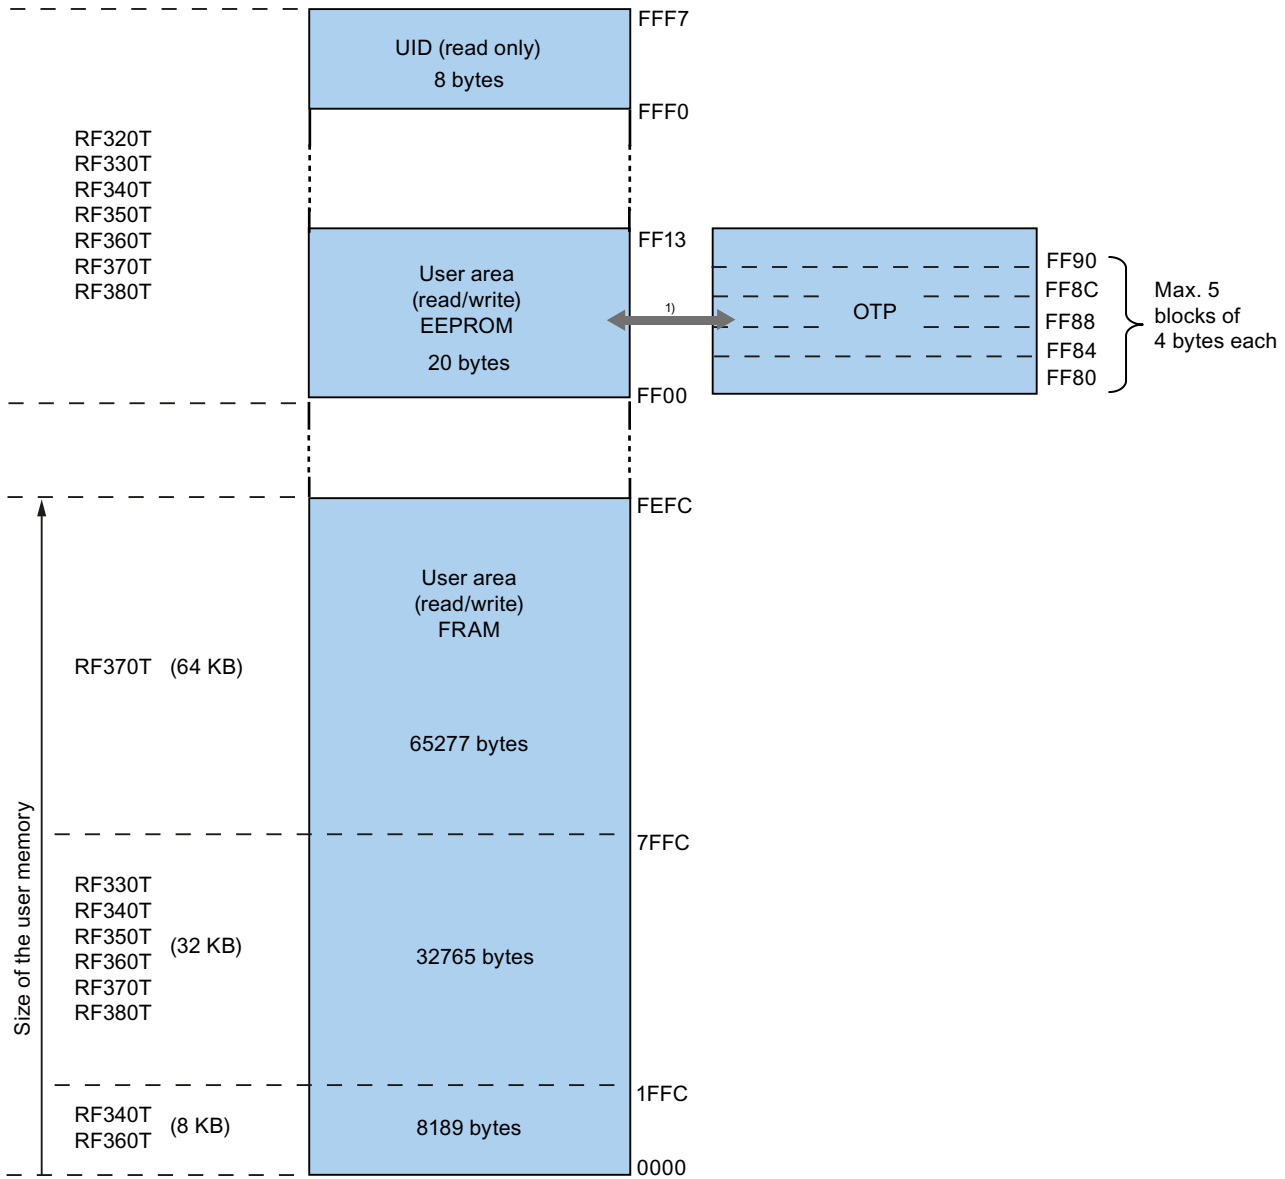 FFF7
UID (read only)
8 bytes
FFF0
RF320T
RF330T
RF340T
RF350T
RF360T
RF370T
RF380T
FF13
User area
(read/write)
EEPROM
20 bytes
FF00
1)
OTP
FF90
FF8C
FF88
FF84
FF80
Max. 5
blocks of
4 bytes each
FEFC
User area
(read/write)
FRAM
RF370T (64 KB)
65277 bytes
7FFC
Size of the user memory
RF330T
RF340T
RF350T
RF360T
RF370T
RF380T
(32 KB)
32765 bytes
1FFC
RF340T
RF360T
(8 KB)
8189 bytes
0000